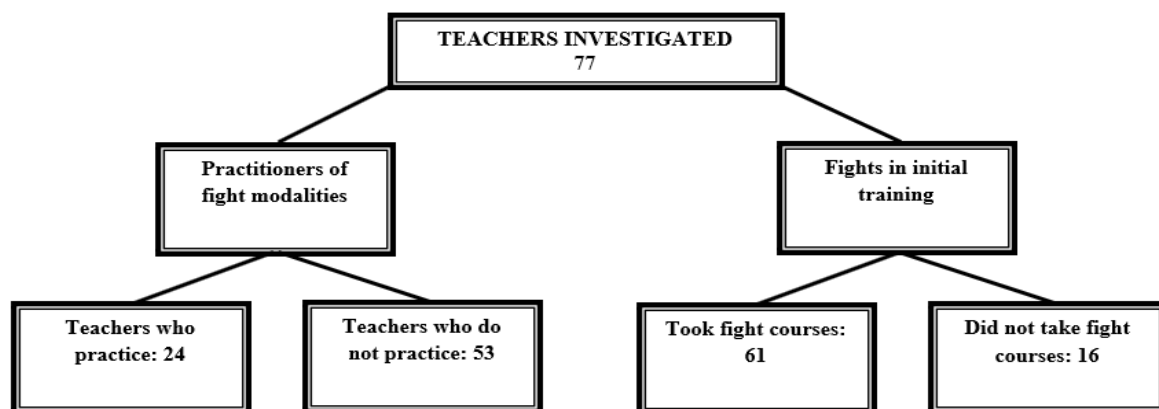 TEACHERS INVESTIGATED
77
Practitioners of
fight modalities
Fights in initial
training
Teachers who
practice: 24
Teachers who do
not practice: 53
Took fight courses:
61
Did not take fight
courses: 16